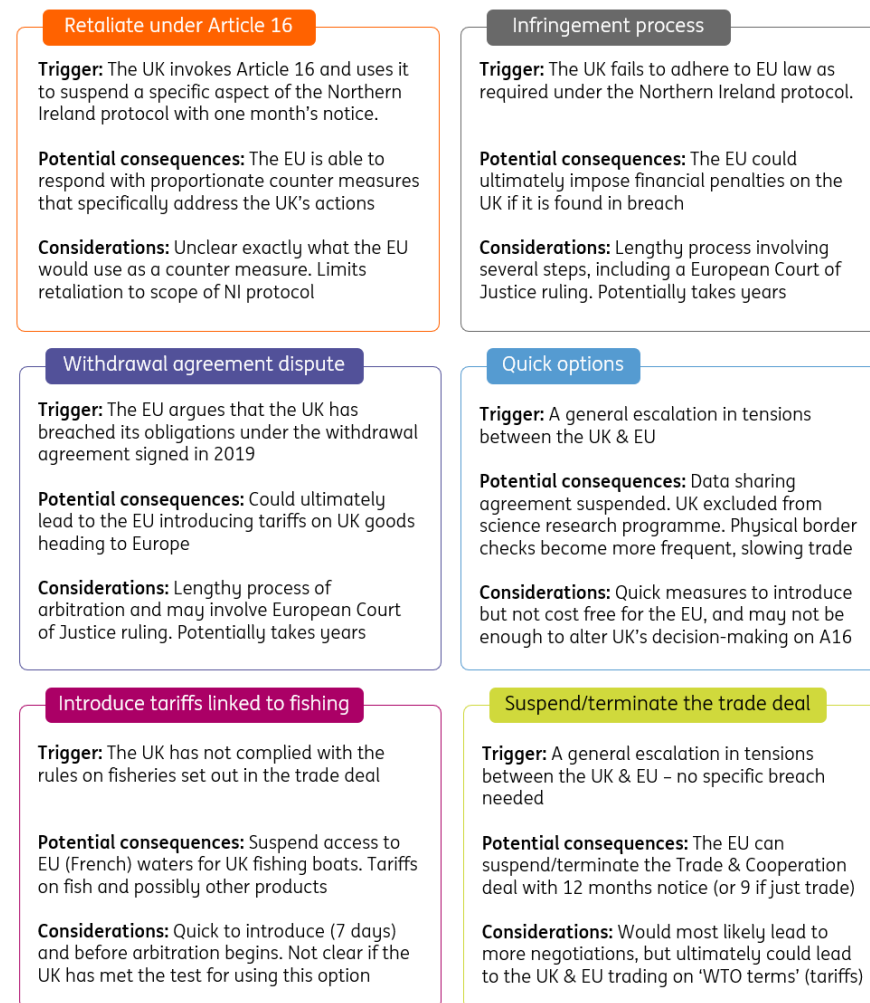 Retaliate under Article 16
Trigger: The UK invokes Article 16 and uses it
to suspend a specific aspect of the Northern
Ireland protocol with one month's notice.
Potential consequences: The EU is able to
respond with proportionate counter measures
that specifically address the UK's actions
Considerations: Unclear exactly what the EU
would use as a counter measure. Limits
retaliation to scope of NI protocol
Infringement process
Trigger: The UK fails to adhere to EU law as
required under the Northern Ireland protocol.
Potential consequences: The EU could
ultimately impose financial penalties on the
UK if it is found in breach
Considerations: Lengthy process involving
several steps, including a European Court of
Justice ruling. Potentially takes years
Withdrawal agreement dispute
Trigger: The EU argues that the UK has
breached its obligations under the withdrawal
agreement signed in 2019
Potential consequences: Could ultimately
lead to the EU introducing tariffs on UK goods
heading to Europe
Considerations: Lengthy process of
arbitration and may involve European Court
of Justice ruling. Potentially takes years
Quick options
Trigger: A general escalation in tensions
between the UK & EU
Potential consequences: Data sharing
agreement suspended. UK excluded from
science research programme. Physical border
checks become more frequent, slowing trade
Considerations: Quick measures to introduce
but not cost free for the EU, and may not be
enough to alter UK's decision-making on A16
Introduce tariffs linked to fishing
Trigger: The UK has not complied with the
rules on fisheries set out in the trade deal
Potential consequences: Suspend access to
EU (French) waters for UK fishing boats. Tariffs
on fish and possibly other products
Considerations: Quick to introduce (7 days)
and before arbitration begins. Not clear if the
UK has met the test for using this option
Suspend/terminate the trade deal
Trigger: A general escalation in tensions
between the UK & EU – no specific breach
needed
Potential consequences: The EU can
suspend/terminate the Trade & Cooperation
deal with 12 months notice (or 9 if just trade)
Considerations: Would most likely lead to
more negotiations, but ultimately could lead
to the UK & EU trading on ‘WTO terms’ (tariffs)